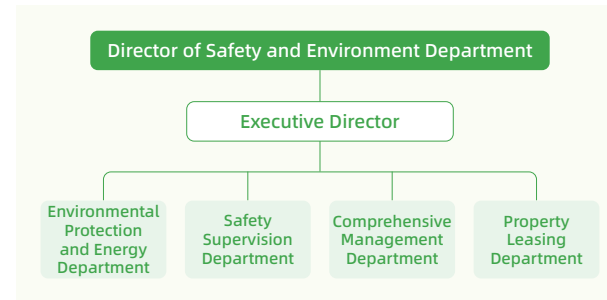 Director of Safety and Environment Department
Executive Director
Environmental
Protection
and Energy
Department
Safety
Supervision
Department
Comprehensive
Management
Department
Property
Leasing
Department